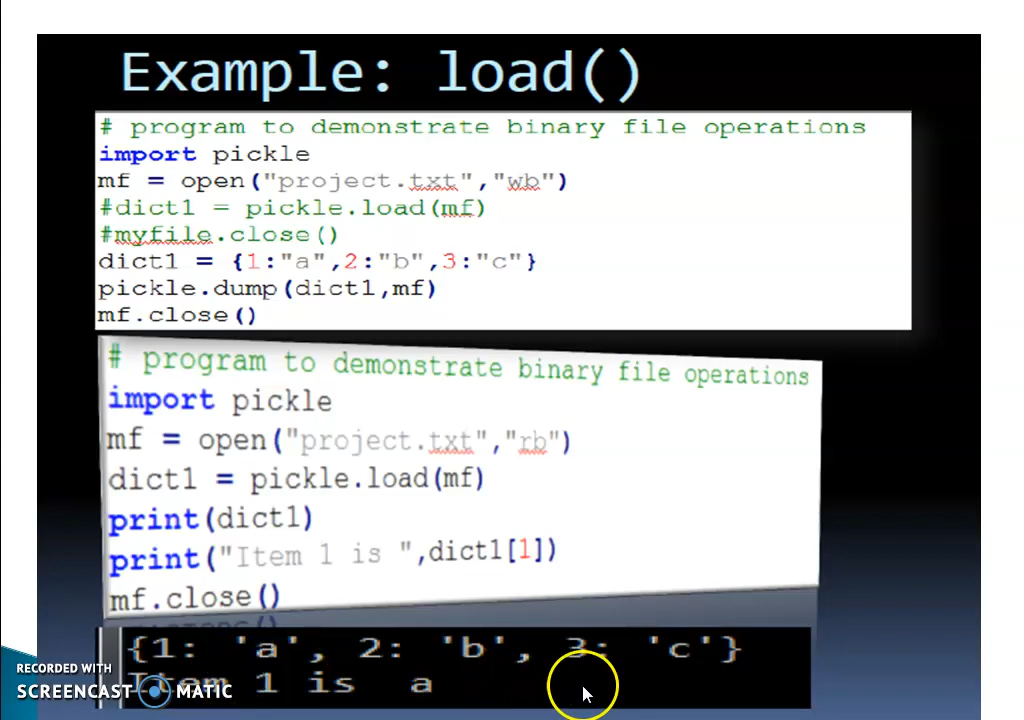 Example: load()
# program to demonstrate binary file operations
import pickle
mf = open("project.txt","wb")
#dict1 = pickle.load(mf)
#myfile.close()
dict1 = {1:"a",2:"b",3:"c"}
pickle.dump(dict1,mf)
mf.close()
# program to demonstrate binary file operations
import pickle
mf = open("project.txt","rb")
dict1 = pickle.load(mf)
print(dict1)
print("Item 1 is ",dict1[1])
mf.close()
{1: 'a', 2: 'b', 3: 'c'}
Item 1 is  a
RECORDED WITH
SCREENCAST MATIC